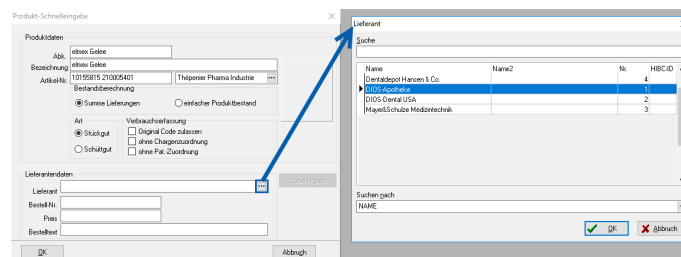 Produkt-Schnelleingabe
Produktdaten
Abk. elmex Gelee
Bezeichnung elmex Gelee
Artikel-Nr. 10155815 210005401 Thépenier Pharma Industrie ...
Bestandsberechnung
Summe Lieferungen einfacher Produktbestand
Art Verbrauchserfassung
Stückgut Original Code zulassen
ohne Chargenzuordnung
Schüttgut ohne Pat.-Zuordnung
Lieferantendaten
Lieferant ...
Bestell-Nr.
Preis
Bestelltext
OK Abbruch
Lieferant
Suche
Name Name2 Nr. HIBC-ID
Dentaldepot Hansen & Co. 4
DIOS-Apotheke 1
DIOS-Dental USA 2
Mayer&Schulze Medizintechnik 3
Suchen nach
NAME
OK Abbruch